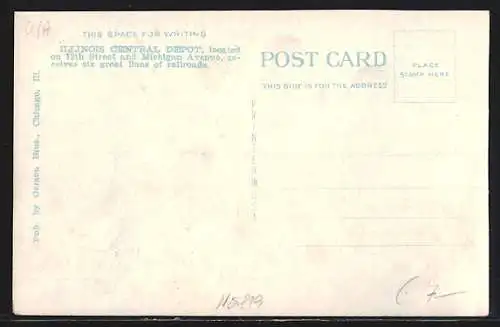 THIS SPACE FOR WRITING
ILLINOIS CENTRAL DEPOT, located
on 12th Street and Michigan Avenue, re-
ceives six great lines of railroads.
POST CARD
THIS SIDE IS FOR THE ADDRESS
PLACE
STAMP HERE
Pub. by Gerson Bros., Chicago, Ill.